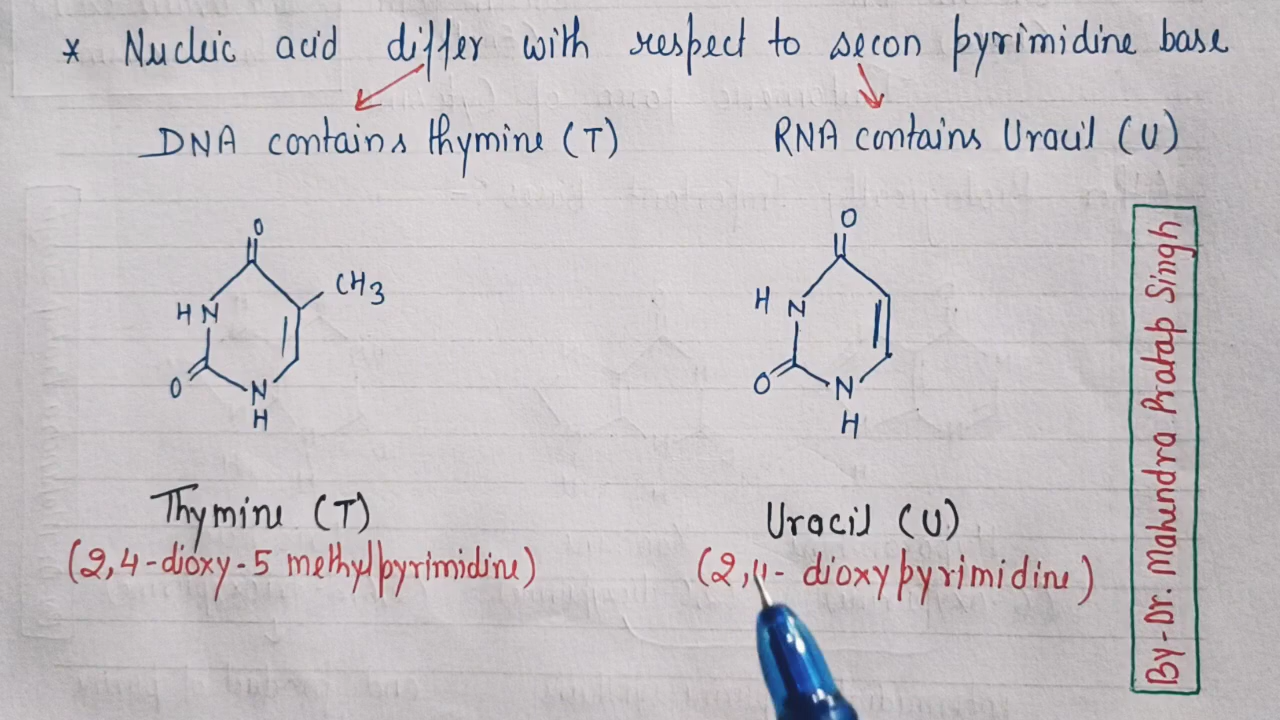 * Nucleic acid differ with respect to secon pyrimidine base
DNA contains thymine (T)
RNA contains Uracil (U)
O
CH3
H N
O
N
H
O
H N
O
N
H
Thymine (T)
(2,4-dioxy-5 methylpyrimidine)
Uracil (U)
(2,4- dioxypyrimidine)
By-Dr. Mahendra Pratap Singh